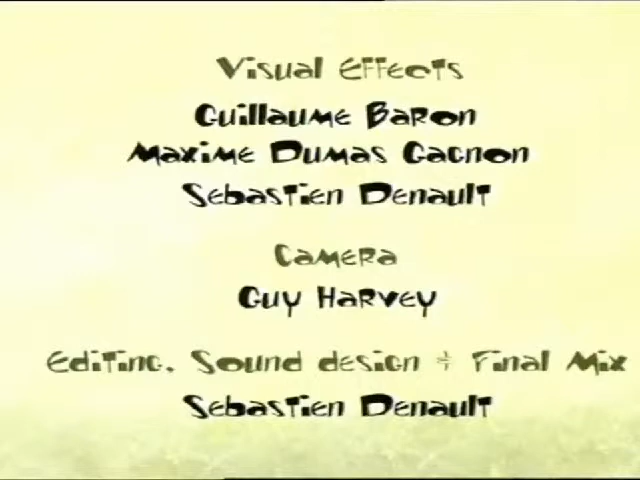 Visual Effects
Guillaume Baron
Maxime Dumas Gagnon
Sebastien Denault
Camera
Guy Harvey
Editing, Sound design + Final Mix
Sebastien Denault